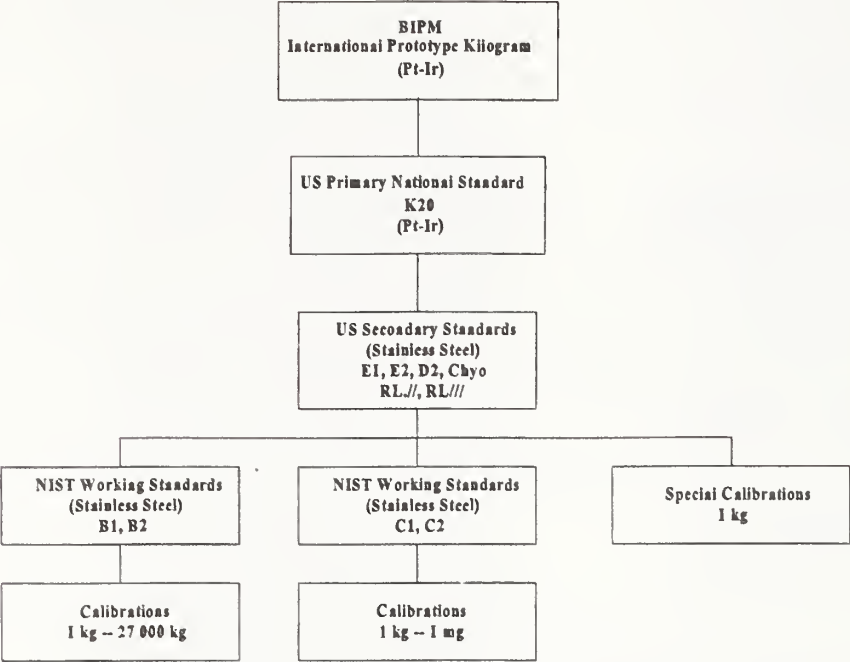 BIPM
International Prototype Kilogram
(Pt-Ir)
US Primary National Standard
K20
(Pt-Ir)
US Secondary Standards
(Stainless Steel)
E1, E2, D2, Chyo
RL.//, RL///
NIST Working Standards
(Stainless Steel)
B1, B2
NIST Working Standards
(Stainless Steel)
C1, C2
Special Calibrations
1 kg
Calibrations
1 kg -- 27 000 kg
Calibrations
1 kg -- 1 mg